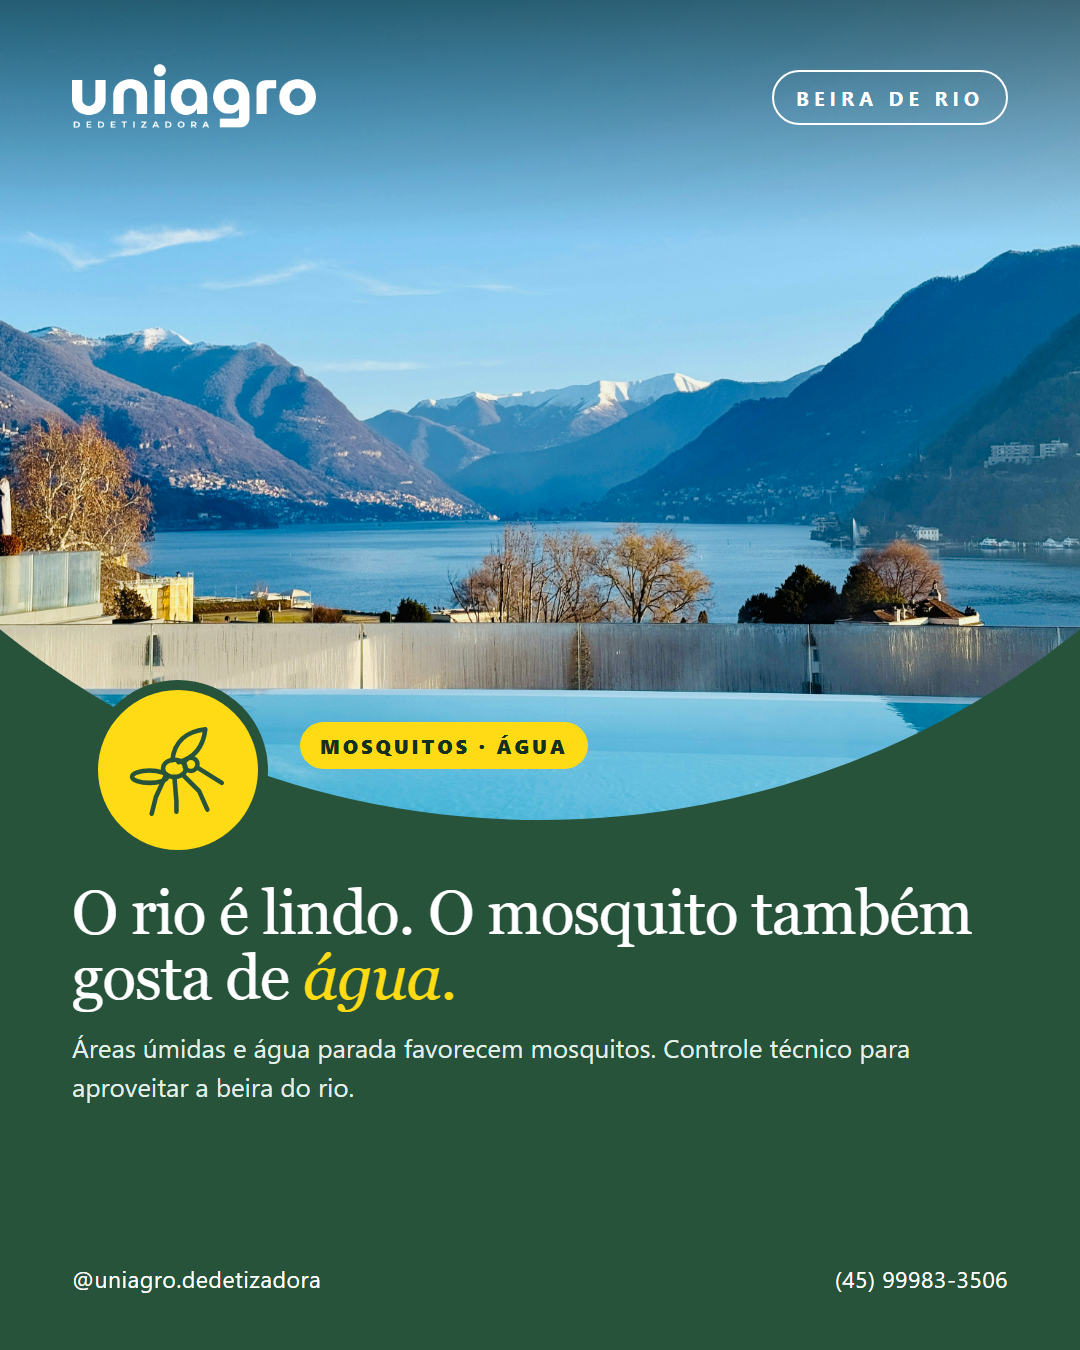 uniagro
DEDETIZADORA
BEIRA DE RIO
MOSQUITOS · ÁGUA
O rio é lindo. O mosquito também
gosta de água.
Áreas úmidas e água parada favorecem mosquitos. Controle técnico para
aproveitar a beira do rio.
@uniagro.dedetizadora
(45) 99983-3506